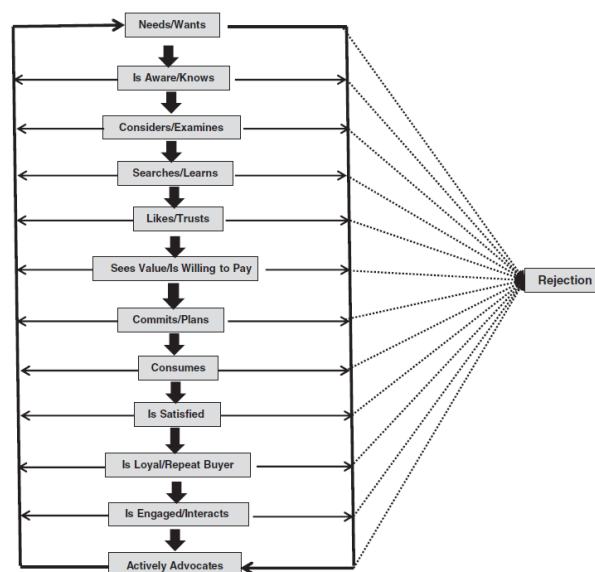 Needs/Wants
Is Aware/Knows
Considers/Examines
Searches/Learns
Likes/Trusts
Sees Value/Is Willing to Pay
Rejection
Commits/Plans
Consumes
Is Satisfied
Is Loyal/Repeat Buyer
Is Engaged/Interacts
Actively Advocates